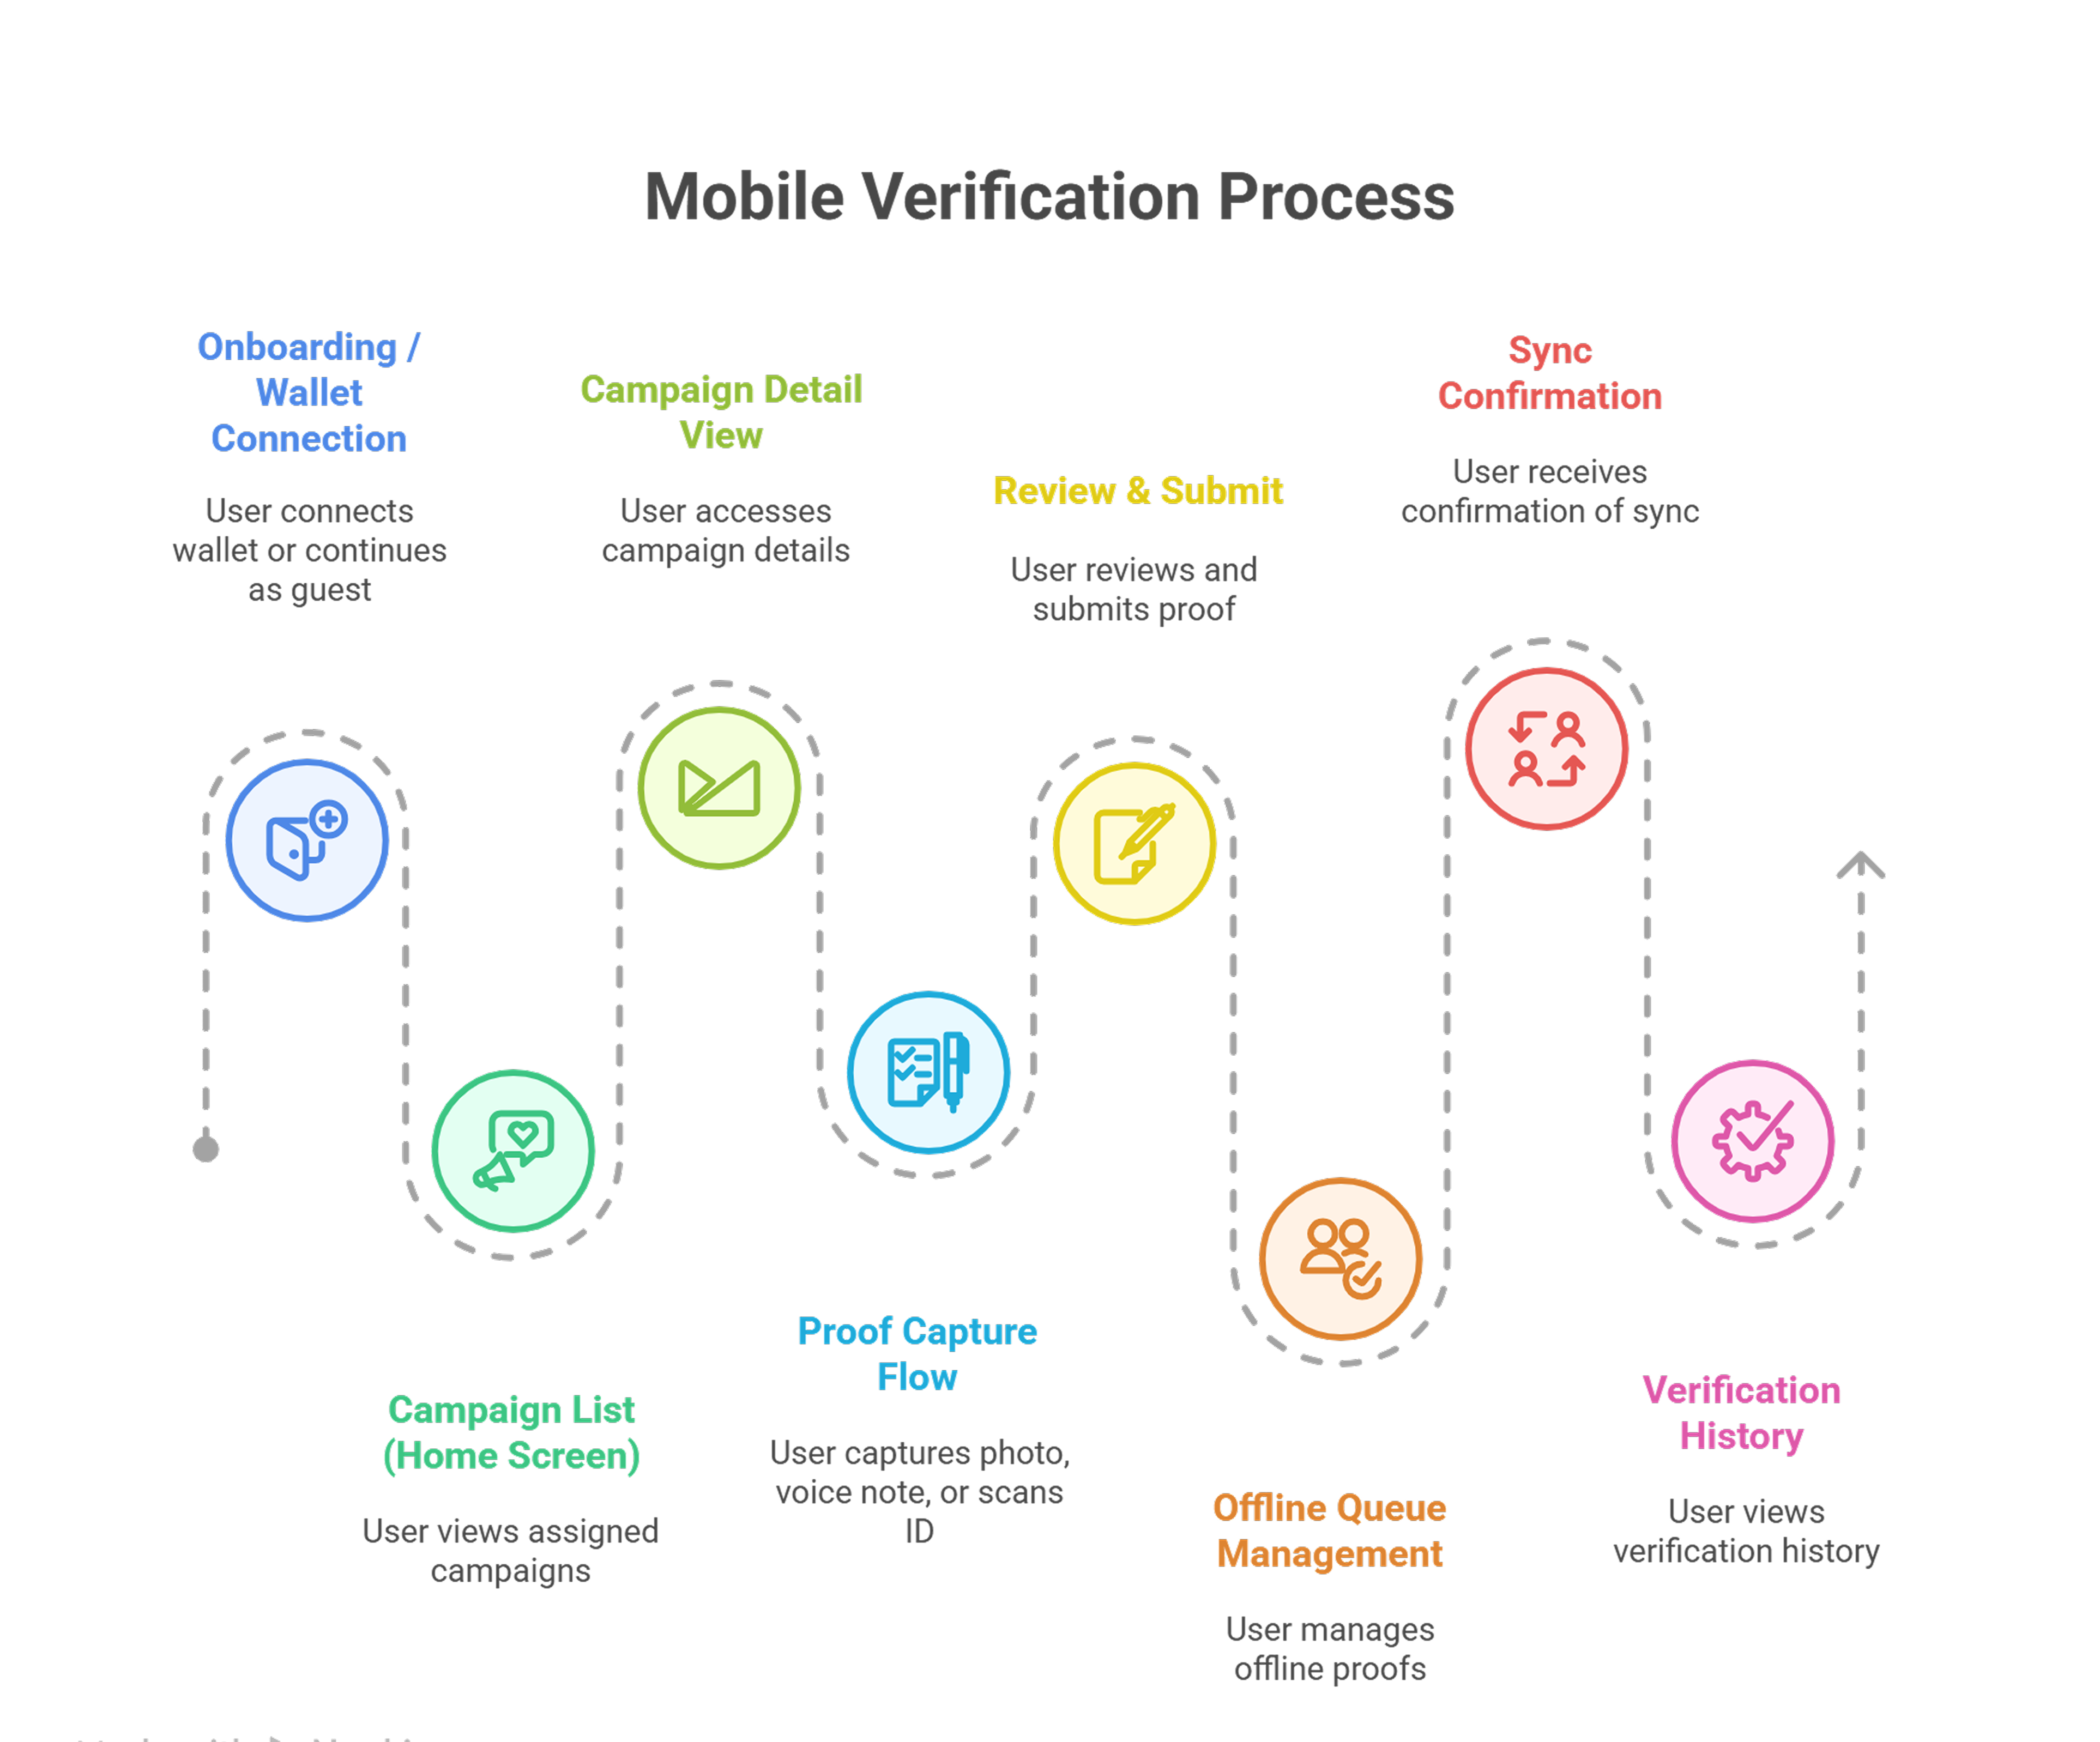 Mobile Verification Process
Onboarding /
Wallet
Connection
User connects
wallet or continues
as guest
Campaign List
(Home Screen)
User views assigned
campaigns
Campaign Detail
View
User accesses
campaign details
Proof Capture
Flow
User captures photo,
voice note, or scans
ID
Review & Submit
User reviews and
submits proof
Offline Queue
Management
User manages
offline proofs
Sync
Confirmation
User receives
confirmation of sync
Verification
History
User views
verification history